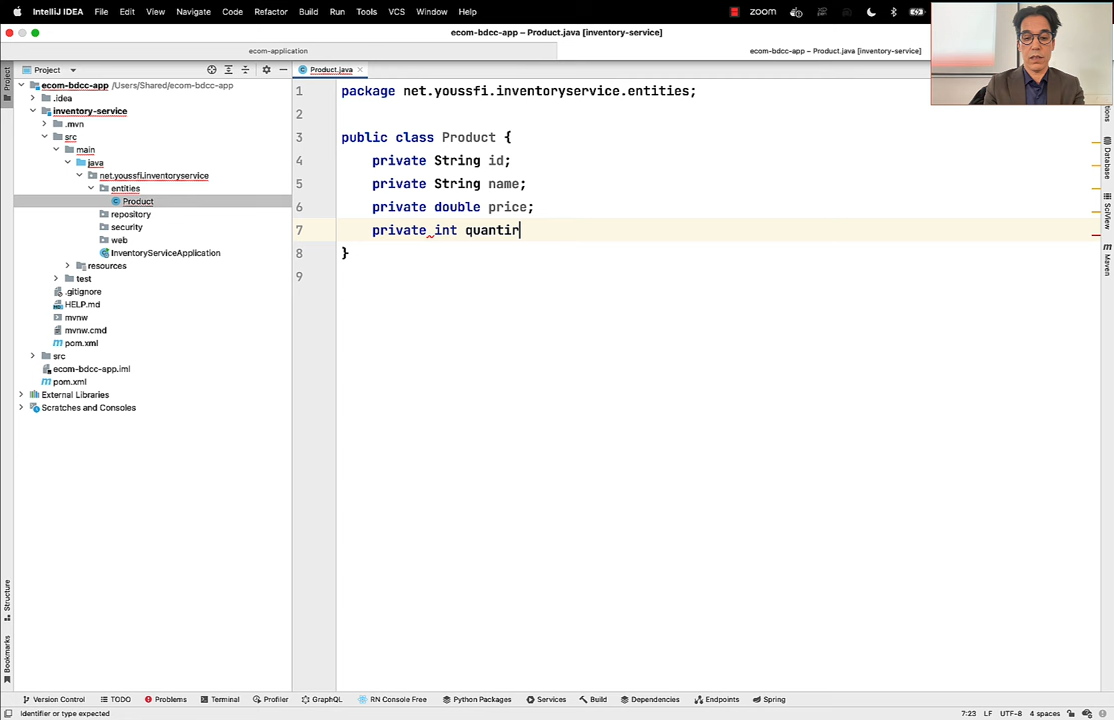 IntelliJ IDEA File Edit View Navigate Code Refactor Build Run Tools VCS Window Help zoom
ecom-bdcc-app – Product.java [inventory-service]
ecom-application
ecom-bdcc-app – Product.java [inventory-service]
Project
Product.java
ecom-bdcc-app /Users/Shared/ecom-bdcc-app
.idea
inventory-service
.mvn
src
main
java
net.youssfi.inventoryservice
entities
Product
repository
security
web
InventoryServiceApplication
resources
test
.gitignore
HELP.md
mvnw
mvnw.cmd
pom.xml
src
ecom-bdcc-app.iml
pom.xml
External Libraries
Scratches and Consoles
1 package net.youssfi.inventoryservice.entities;
2
3 public class Product {
4 private String id;
5 private String name;
6 private double price;
7 private int quantir
8 }
9
Project
Structure
Bookmarks
Database
SciView
Maven
Version Control TODO Problems Terminal Profiler GraphQL RN Console Free Python Packages Services Build Dependencies Endpoints Spring
Identifier or type expected 7:23 LF UTF-8 4 spaces